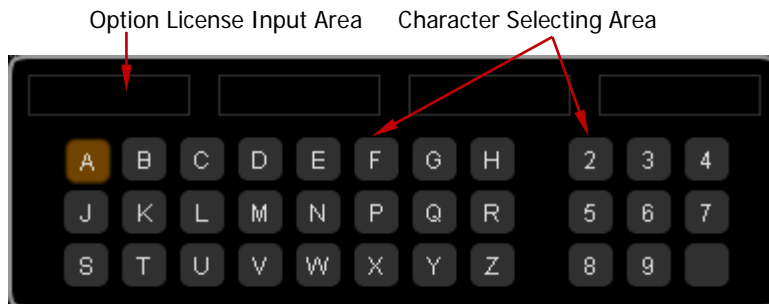 Option License Input Area Character Selecting Area
A B C D E F G H 2 3 4
J K L M N P Q R 5 6 7
S T U V W X Y Z 8 9